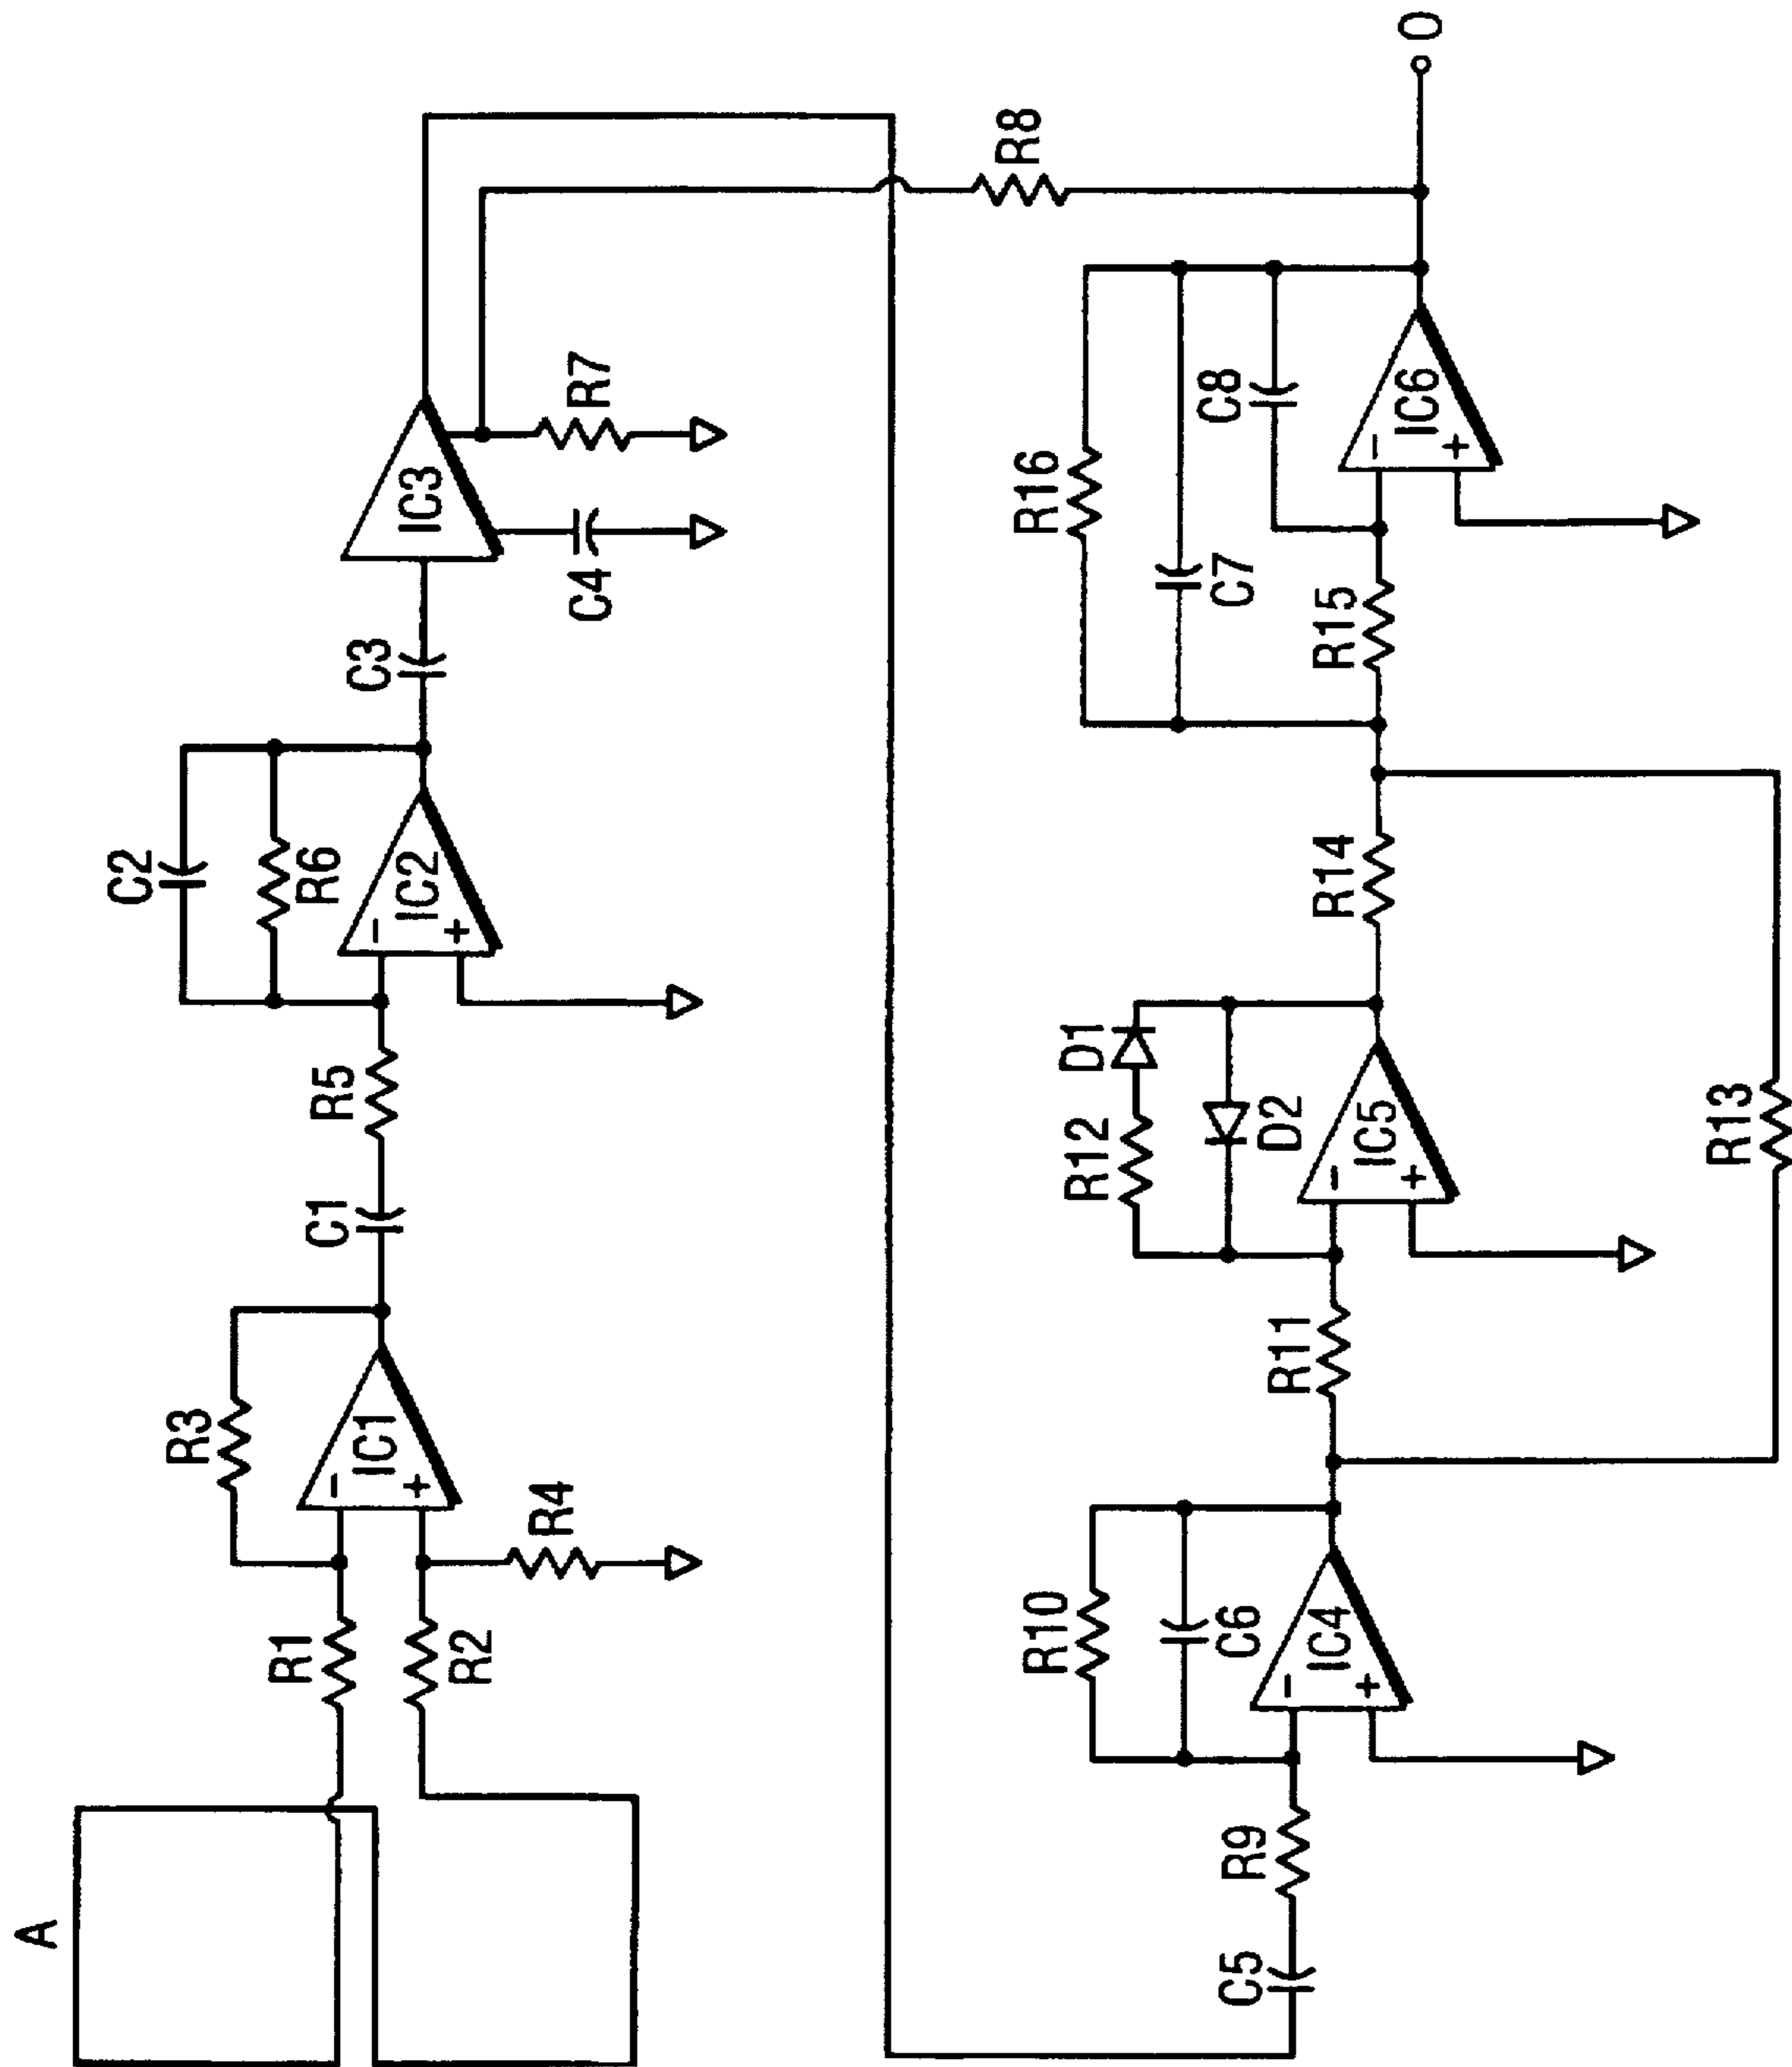 A
R1
R2
R3
- IC1 +
R4
C1
R5
C2
R6
- IC2 +
C3
IC3
C4
R7
R8
C5
R9
R10
C6
- IC4 +
R11
R12
D1
D2
- IC5 +
R13
R14
R15
R16
C7
C8
- IC6 +
O